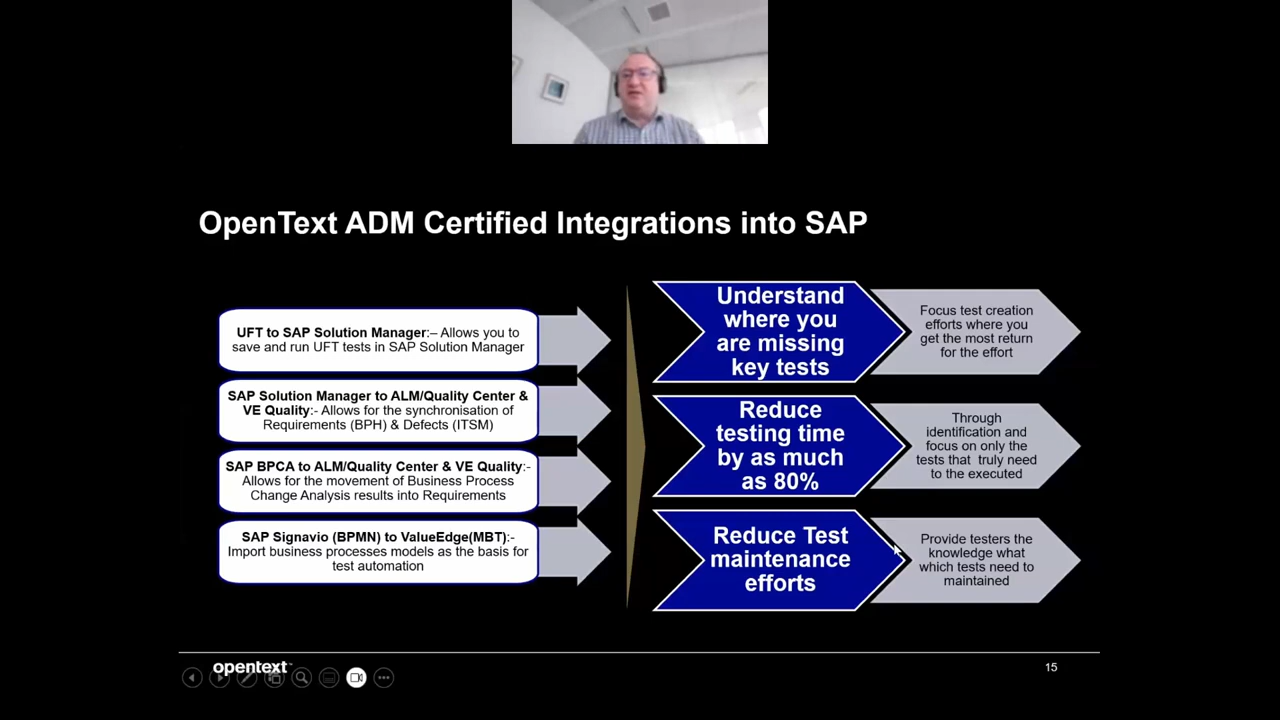 OpenText ADM Certified Integrations into SAP
UFT to SAP Solution Manager:– Allows you to
save and run UFT tests in SAP Solution Manager
SAP Solution Manager to ALM/Quality Center &
VE Quality:- Allows for the synchronisation of
Requirements (BPH) & Defects (ITSM)
SAP BPCA to ALM/Quality Center & VE Quality:-
Allows for the movement of Business Process
Change Analysis results into Requirements
SAP Signavio (BPMN) to ValueEdge(MBT):-
Import business processes models as the basis for
test automation
Understand
where you
are missing
key tests
Focus test creation
efforts where you
get the most return
for the effort
Reduce
testing time
by as much
as 80%
Through
identification and
focus on only the
tests that truly need
to the executed
Reduce Test
maintenance
efforts
Provide testers the
knowledge what
which tests need to
maintained
opentext™
15